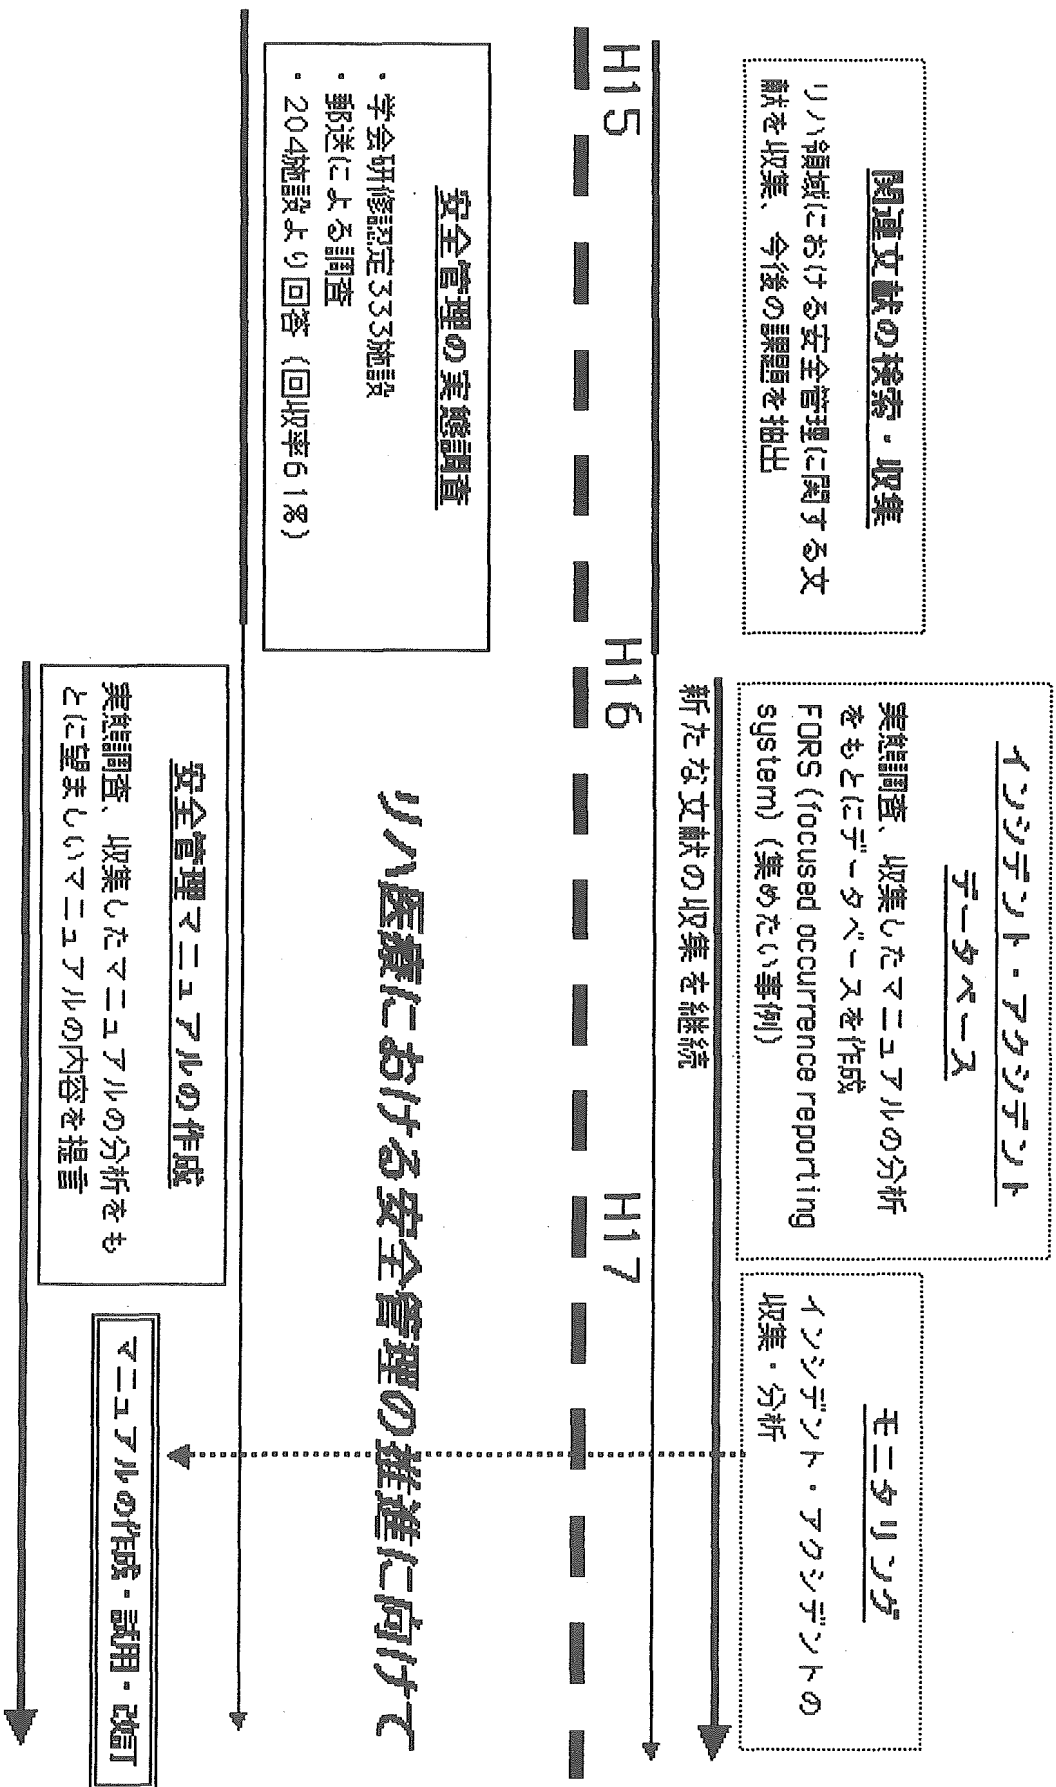 関連文献の検索・収集
リハ領域における安全管理に関する文
献を収集、今後の課題を抽出
インシデント・アクシデント
データベース
実態調査、収集したマニュアルの分析
をもとにデータベースを作成
FORS (focused occurrence reporting
system) (集めたい事例)
モニタリング
インシデント・アクシデントの
収集・分析
新たな文献の収集を継続
H15
H16
H17
リハ医療における安全管理の推進に向けて
安全管理の実態調査
・ 学会研修認定333施設
・ 郵送による調査
・ 204施設より回答 (回収率61%)
安全管理マニュアルの作成
実態調査、収集したマニュアルの分析をも
とに望ましいマニュアルの内容を提言
マニュアルの作成・試用・改訂